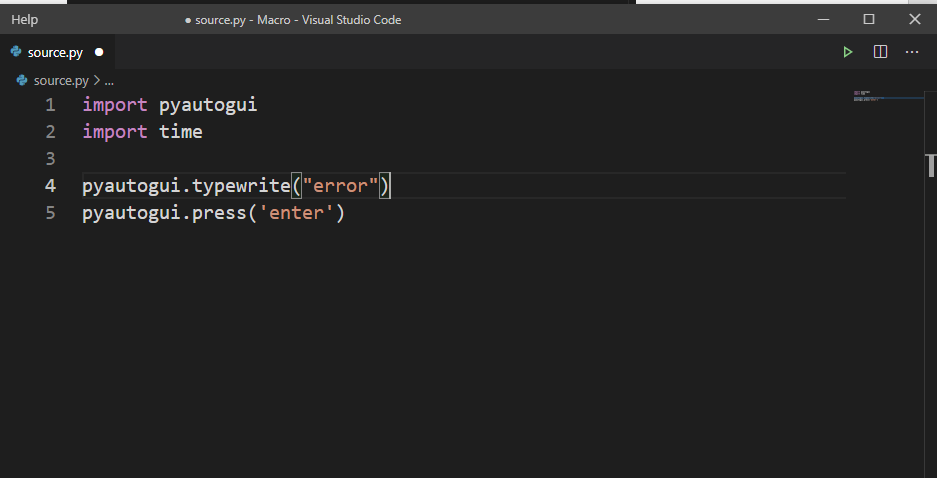 Help
● source.py - Macro - Visual Studio Code
source.py ●
source.py > ...
1 import pyautogui
2 import time
3
4 pyautogui.typewrite("error")
5 pyautogui.press('enter')